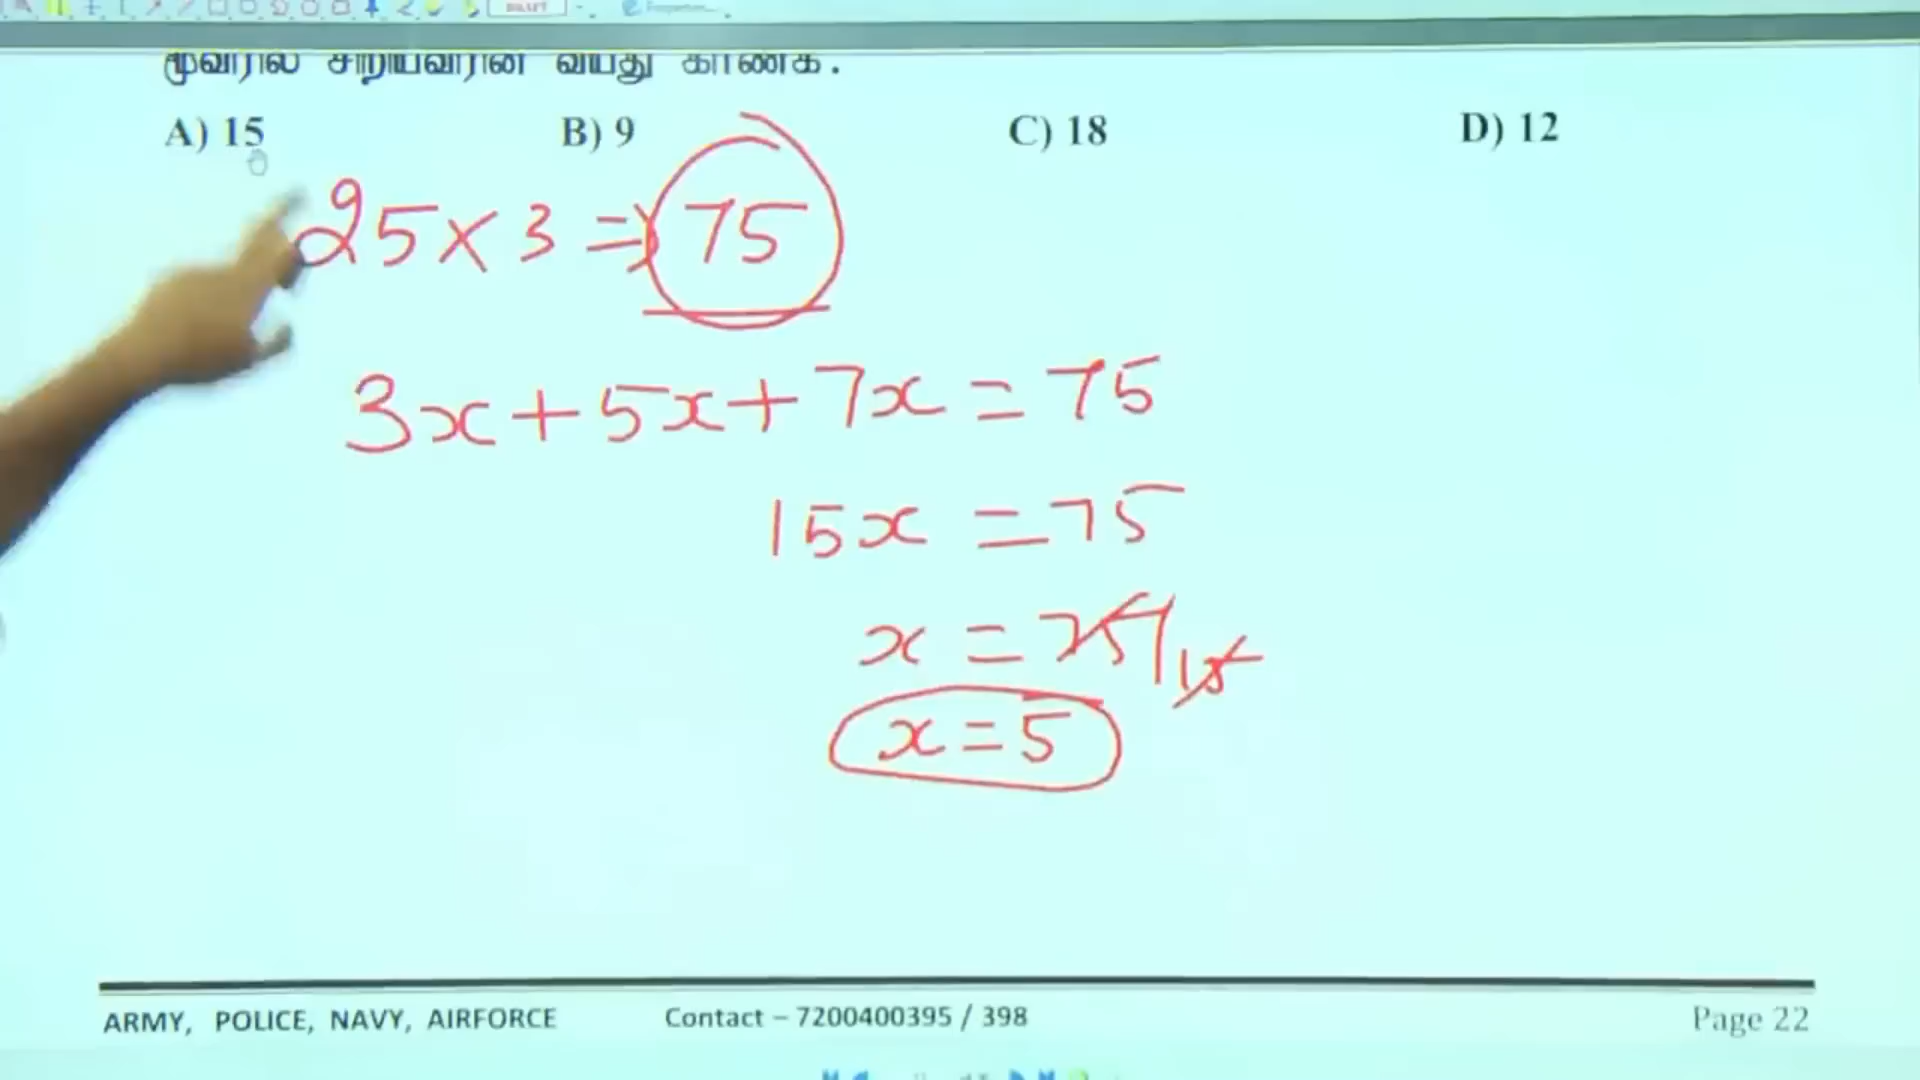 மூவரில் சிறியவரின் வயது காண்க.
A) 15 B) 9 C) 18 D) 12
25 × 3 ⇒ 75
3x + 5x + 7x = 75
15x = 75
x = 75/15
x = 5
ARMY, POLICE, NAVY, AIRFORCE Contact – 7200400395 / 398 Page 22